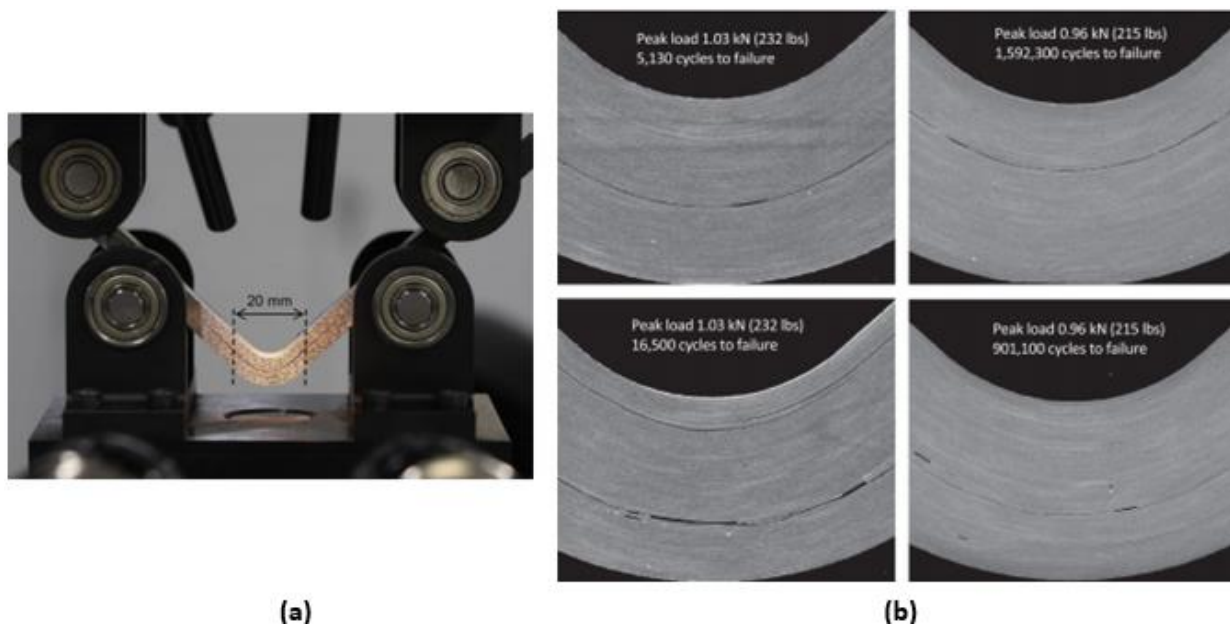 20 mm
Peak load 1.03 kN (232 lbs)
5,130 cycles to failure
Peak load 0.96 kN (215 lbs)
1,592,300 cycles to failure
Peak load 1.03 kN (232 lbs)
16,500 cycles to failure
Peak load 0.96 kN (215 lbs)
901,100 cycles to failure
(a)
(b)